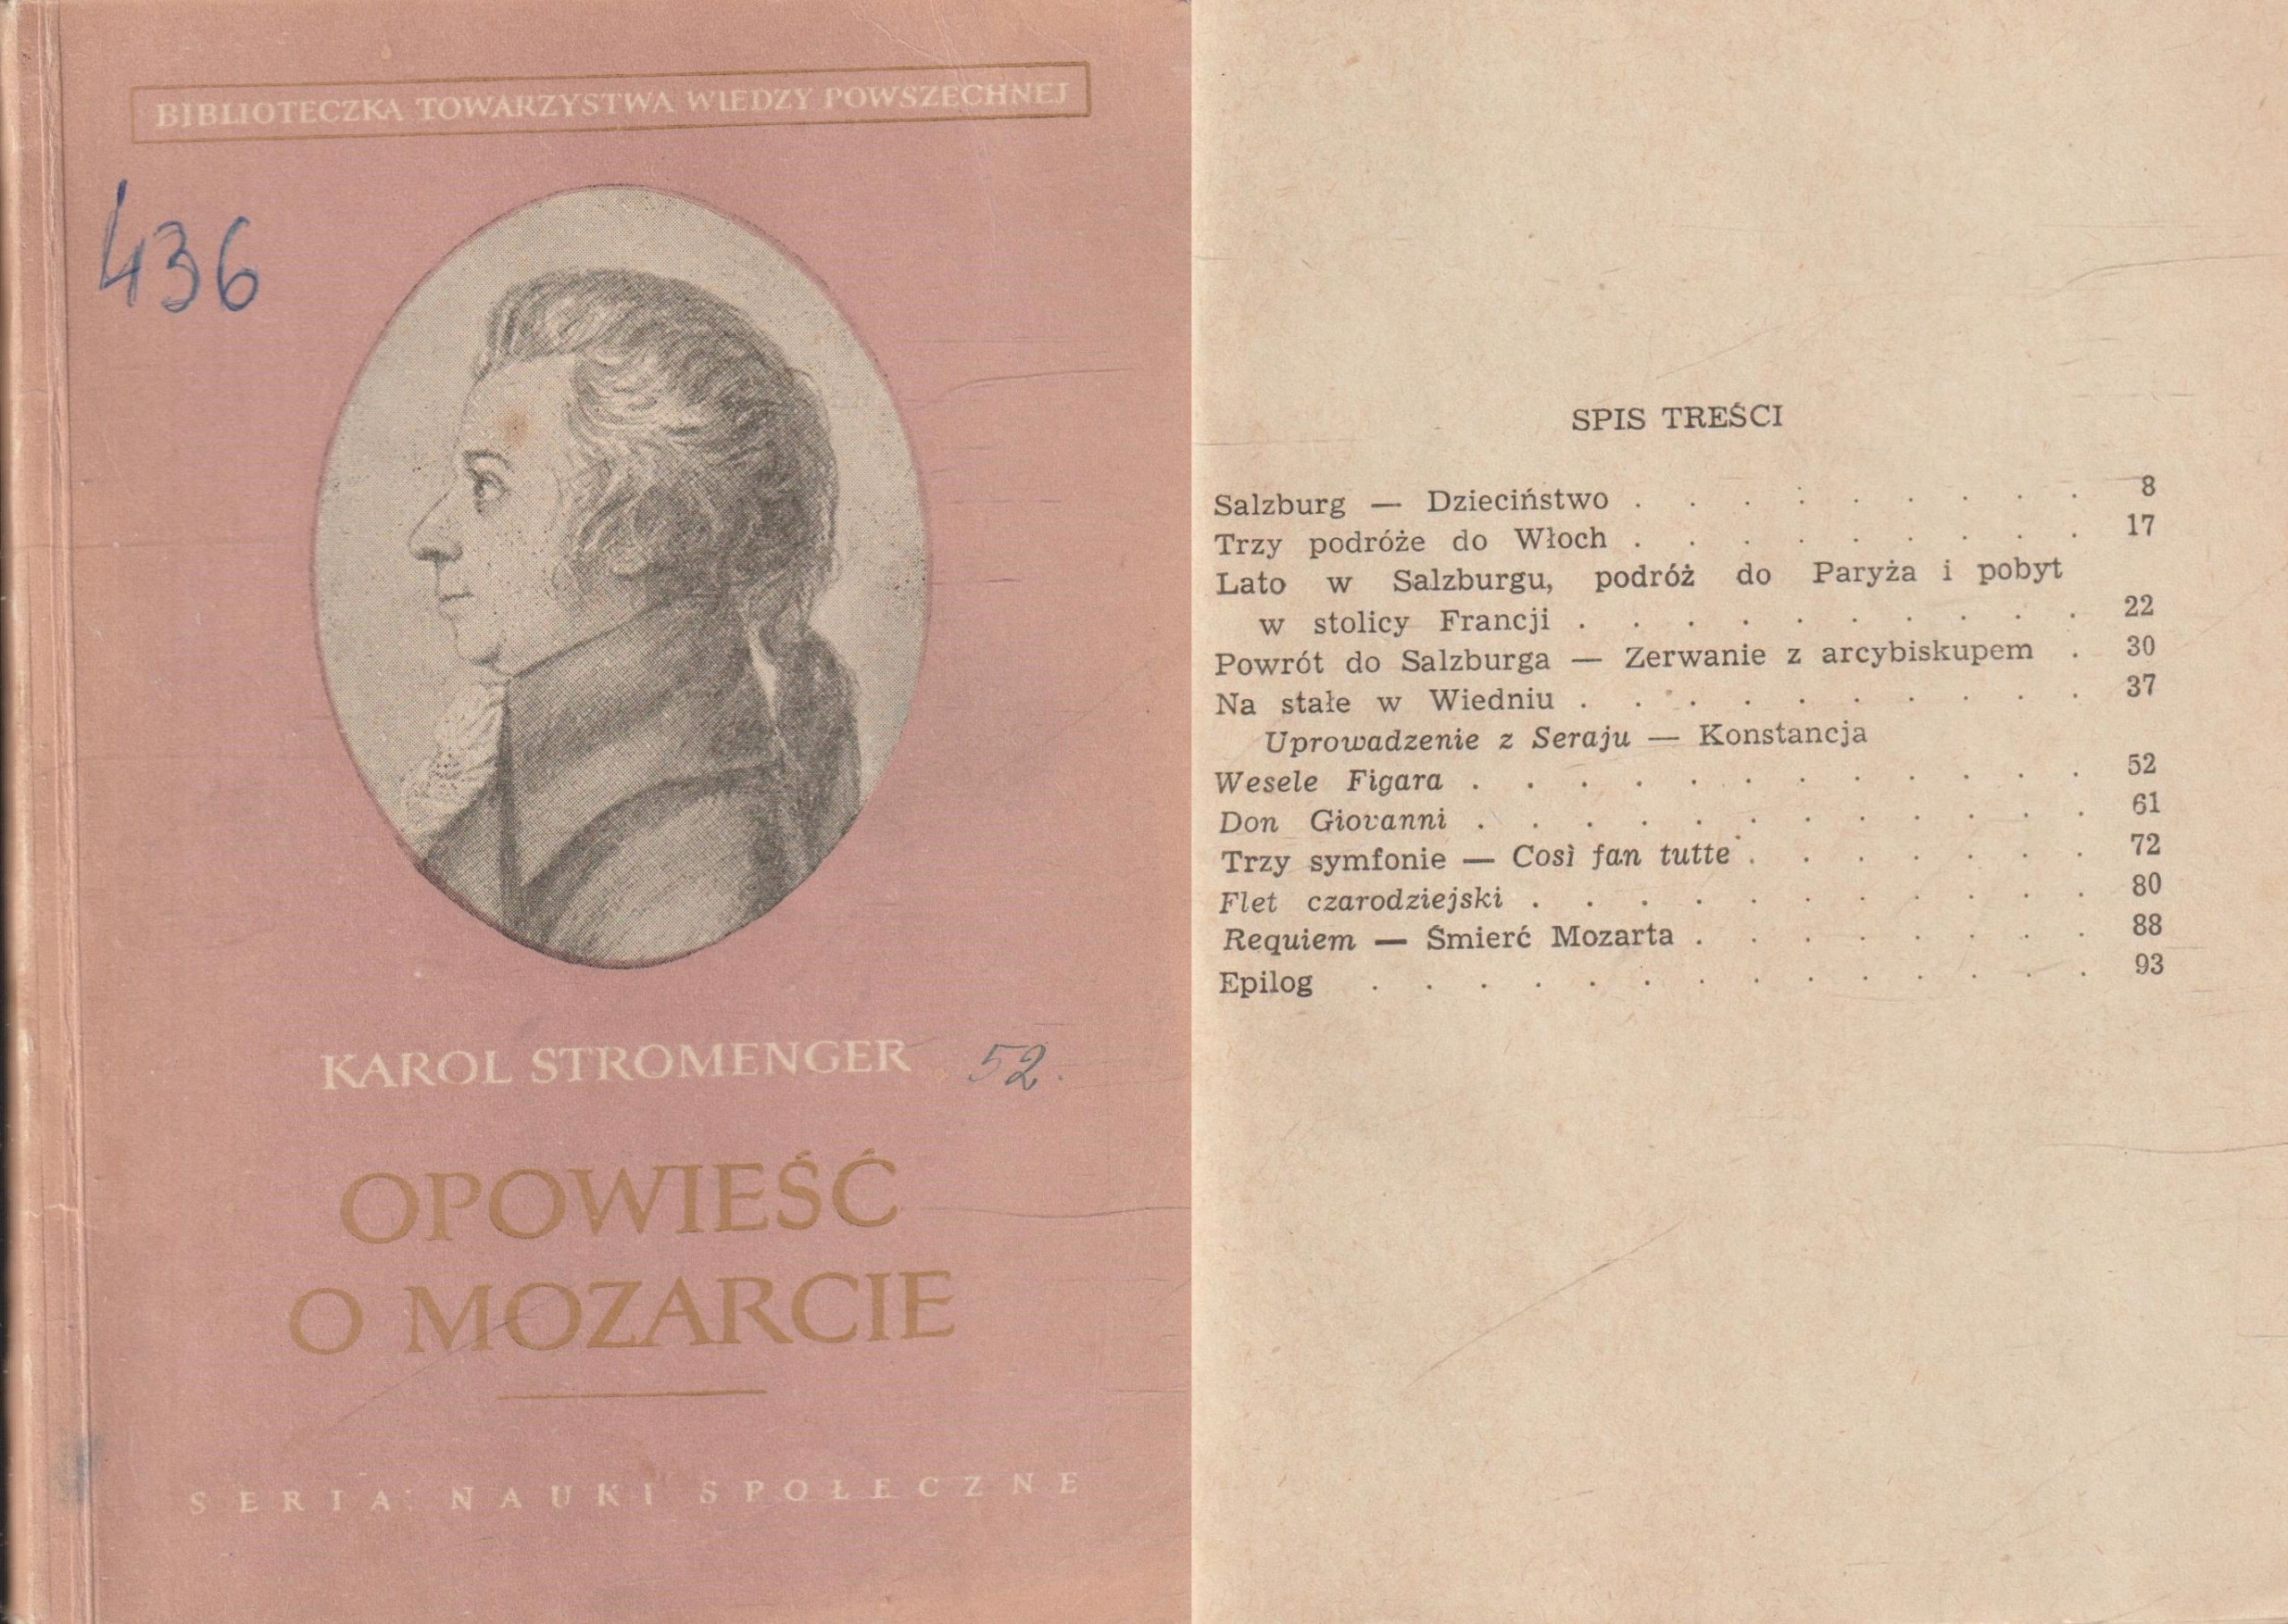 BIBLIOTECZKA TOWARZYSTWA WIEDZY POWSZECHNEJ
436
KAROL STROMENGER 52.
OPOWIEŚĆ
O MOZARCIE
SERIA: NAUKI SPOŁECZNE
SPIS TREŚCI
Salzburg — Dzieciństwo . . . . . . . . . 8
Trzy podróże do Włoch . . . . . . . . . 17
Lato w Salzburgu, podróż do Paryża i pobyt
w stolicy Francji . . . . . . . . . . 22
Powrót do Salzburga — Zerwanie z arcybiskupem . 30
Na stałe w Wiedniu . . . . . . . . . . 37
Uprowadzenie z Seraju — Konstancja
Wesele Figara . . . . . . . . . . . . 52
Don Giovanni . . . . . . . . . . . . 61
Trzy symfonie — Così fan tutte . . . . . . . 72
Flet czarodziejski . . . . . . . . . . . 80
Requiem — Śmierć Mozarta . . . . . . . . 88
Epilog . . . . . . . . . . . . . . 93